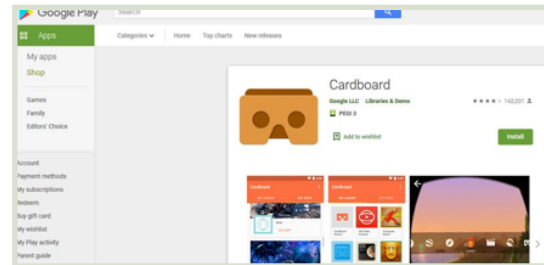 Google Play
Search
Apps
Categories
Home
Top charts
New releases
My apps
Shop
Games
Family
Editors' Choice
Account
Payment methods
My subscriptions
Redeem
Buy gift card
My wishlist
My Play activity
Parent guide
Cardboard
Google LLC Libraries & Demo
142,201
PEGI 3
Add to wishlist
Install
Cardboard
Cardboard